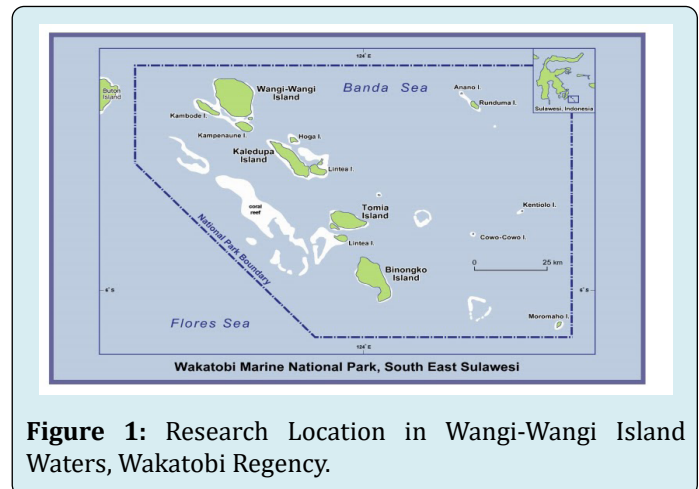 124° E
Buton
Island
Wangi-Wangi
Island
Banda Sea
Anano I.
Runduma I.
Sulawesi, Indonesia
Kambode I.
Kampenaune I.
Hoga I.
Kaledupa
Island
Lintea I.
coral
reef
Tomia
Island
Kentiolo I.
National Park Boundary
Lintea I.
Cowo-Cowo I.
0 25 km
Binongko
Island
6° S
6° S
Flores Sea
Moromaho I.
124° E
Wakatobi Marine National Park, South East Sulawesi
Figure 1: Research Location in Wangi-Wangi Island
Waters, Wakatobi Regency.